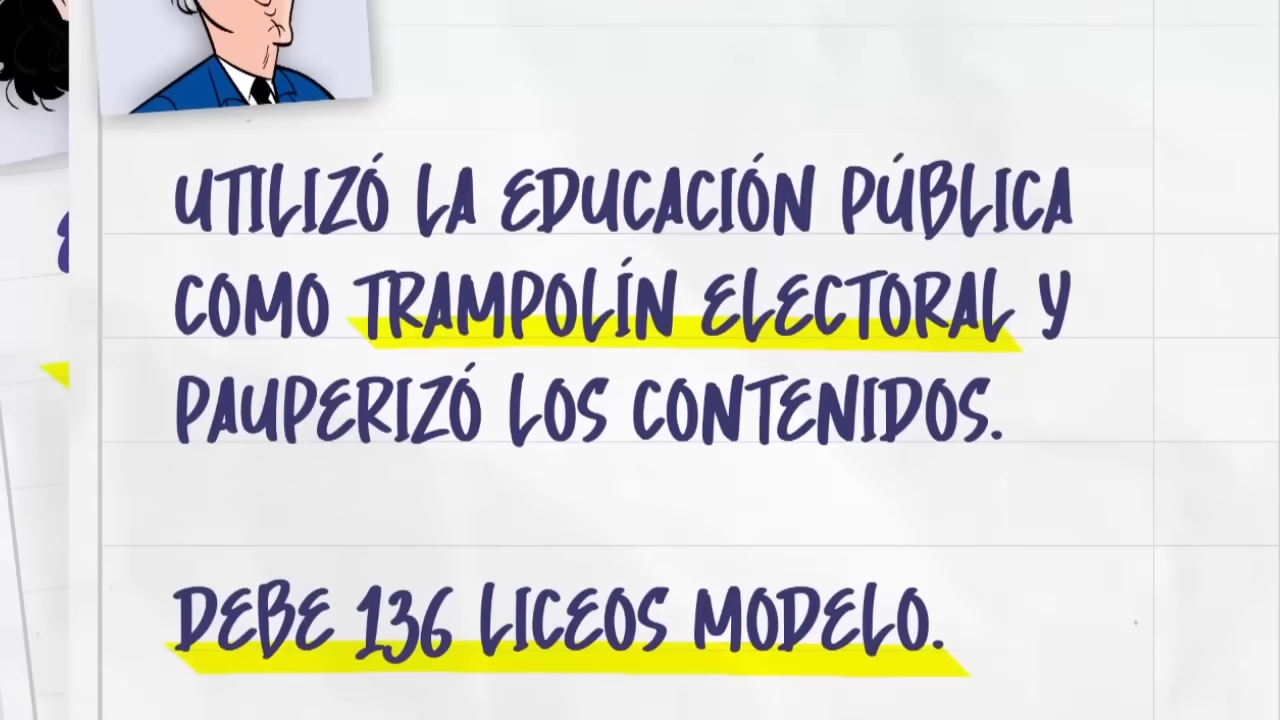 UTILIZÓ LA EDUCACIÓN PÚBLICA
COMO TRAMPOLÍN ELECTORAL Y
PAUPERIZÓ LOS CONTENIDOS.
DEBE 136 LICEOS MODELO.